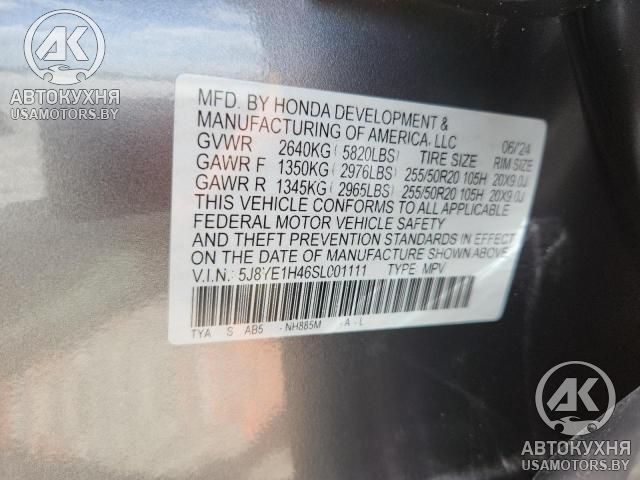 AK
АВТОКУХНЯ
USAMOTORS.BY
MFD. BY HONDA DEVELOPMENT &
MANUFACTURING OF AMERICA, LLC 06/24
GVWR 2640KG (5820LBS) TIRE SIZE RIM SIZE
GAWR F 1350KG (2976LBS) 255/50R20 105H 20X9.0J
GAWR R 1345KG (2965LBS) 255/50R20 105H 20X9.0J
THIS VEHICLE CONFORMS TO ALL APPLICABLE
FEDERAL MOTOR VEHICLE SAFETY
AND THEFT PREVENTION STANDARDS IN EFFECT
ON THE DATE OF MANUFACTURE SHOWN ABOVE.
V.I.N.: 5J8YE1H46SL001111 TYPE MPV
TYA S AB5 - NH885M - A - L
AK
АВТОКУХНЯ
USAMOTORS.BY